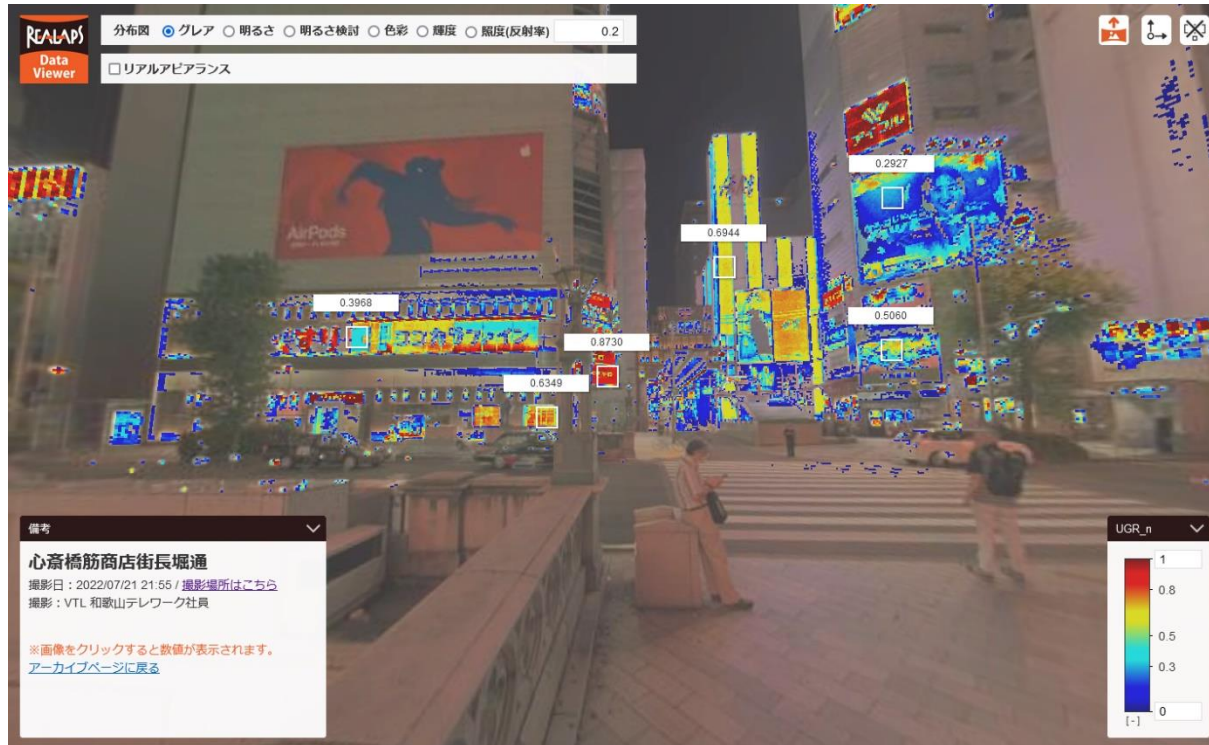 REALAPS
Data
Viewer
分布図 グレア 明るさ 明るさ検討 色彩 輝度 照度(反射率) 0.2
リアルアピアランス
アイフル
0.2927
AirPods
0.6944
0.3968
0.5060
0.8730
0.6349
備考
心斎橋筋商店街長堀通
撮影日：2022/07/21 21:55 / 撮影場所はこちら
撮影：VTL 和歌山テレワーク社員
※画像をクリックすると数値が表示されます。
アーカイブページに戻る
UGR_n
1
0.8
0.5
0.3
0
[-]